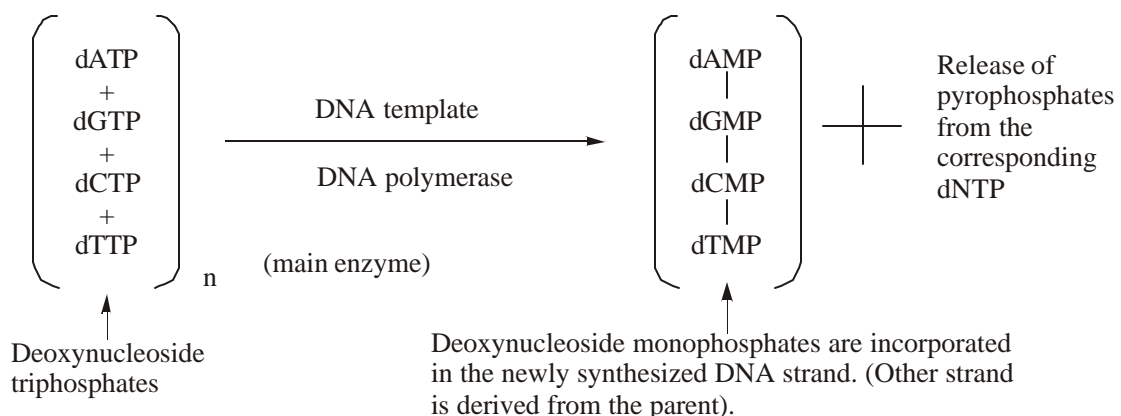 dATP
+
dGTP
+
dCTP
+
dTTP
n
DNA template
DNA polymerase
(main enzyme)
dAMP
dGMP
dCMP
dTMP
+
Release of
pyrophosphates
from the
corresponding
dNTP
Deoxynucleoside
triphosphates
Deoxynucleoside monophosphates are incorporated
in the newly synthesized DNA strand. (Other strand
is derived from the parent).